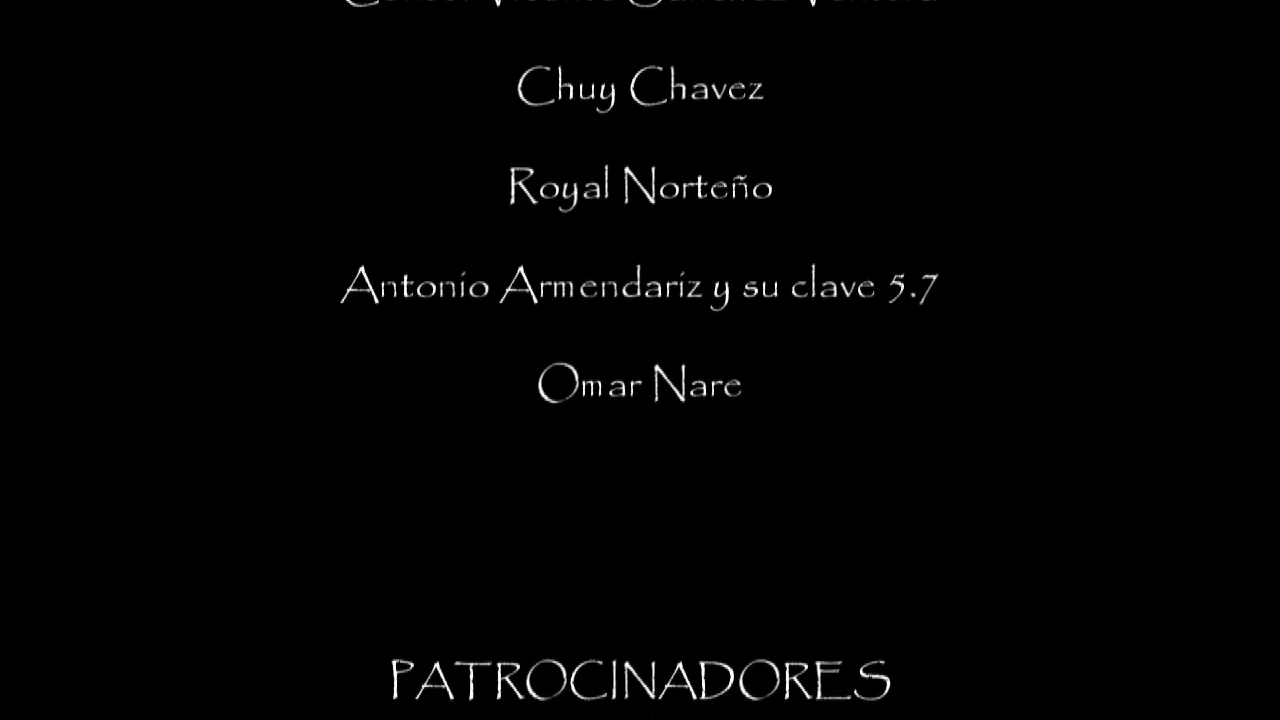 Chuy Chavez
Royal Norteño
Antonio Armendariz y su clave 5.7
Omar Nare
PATROCINADORES